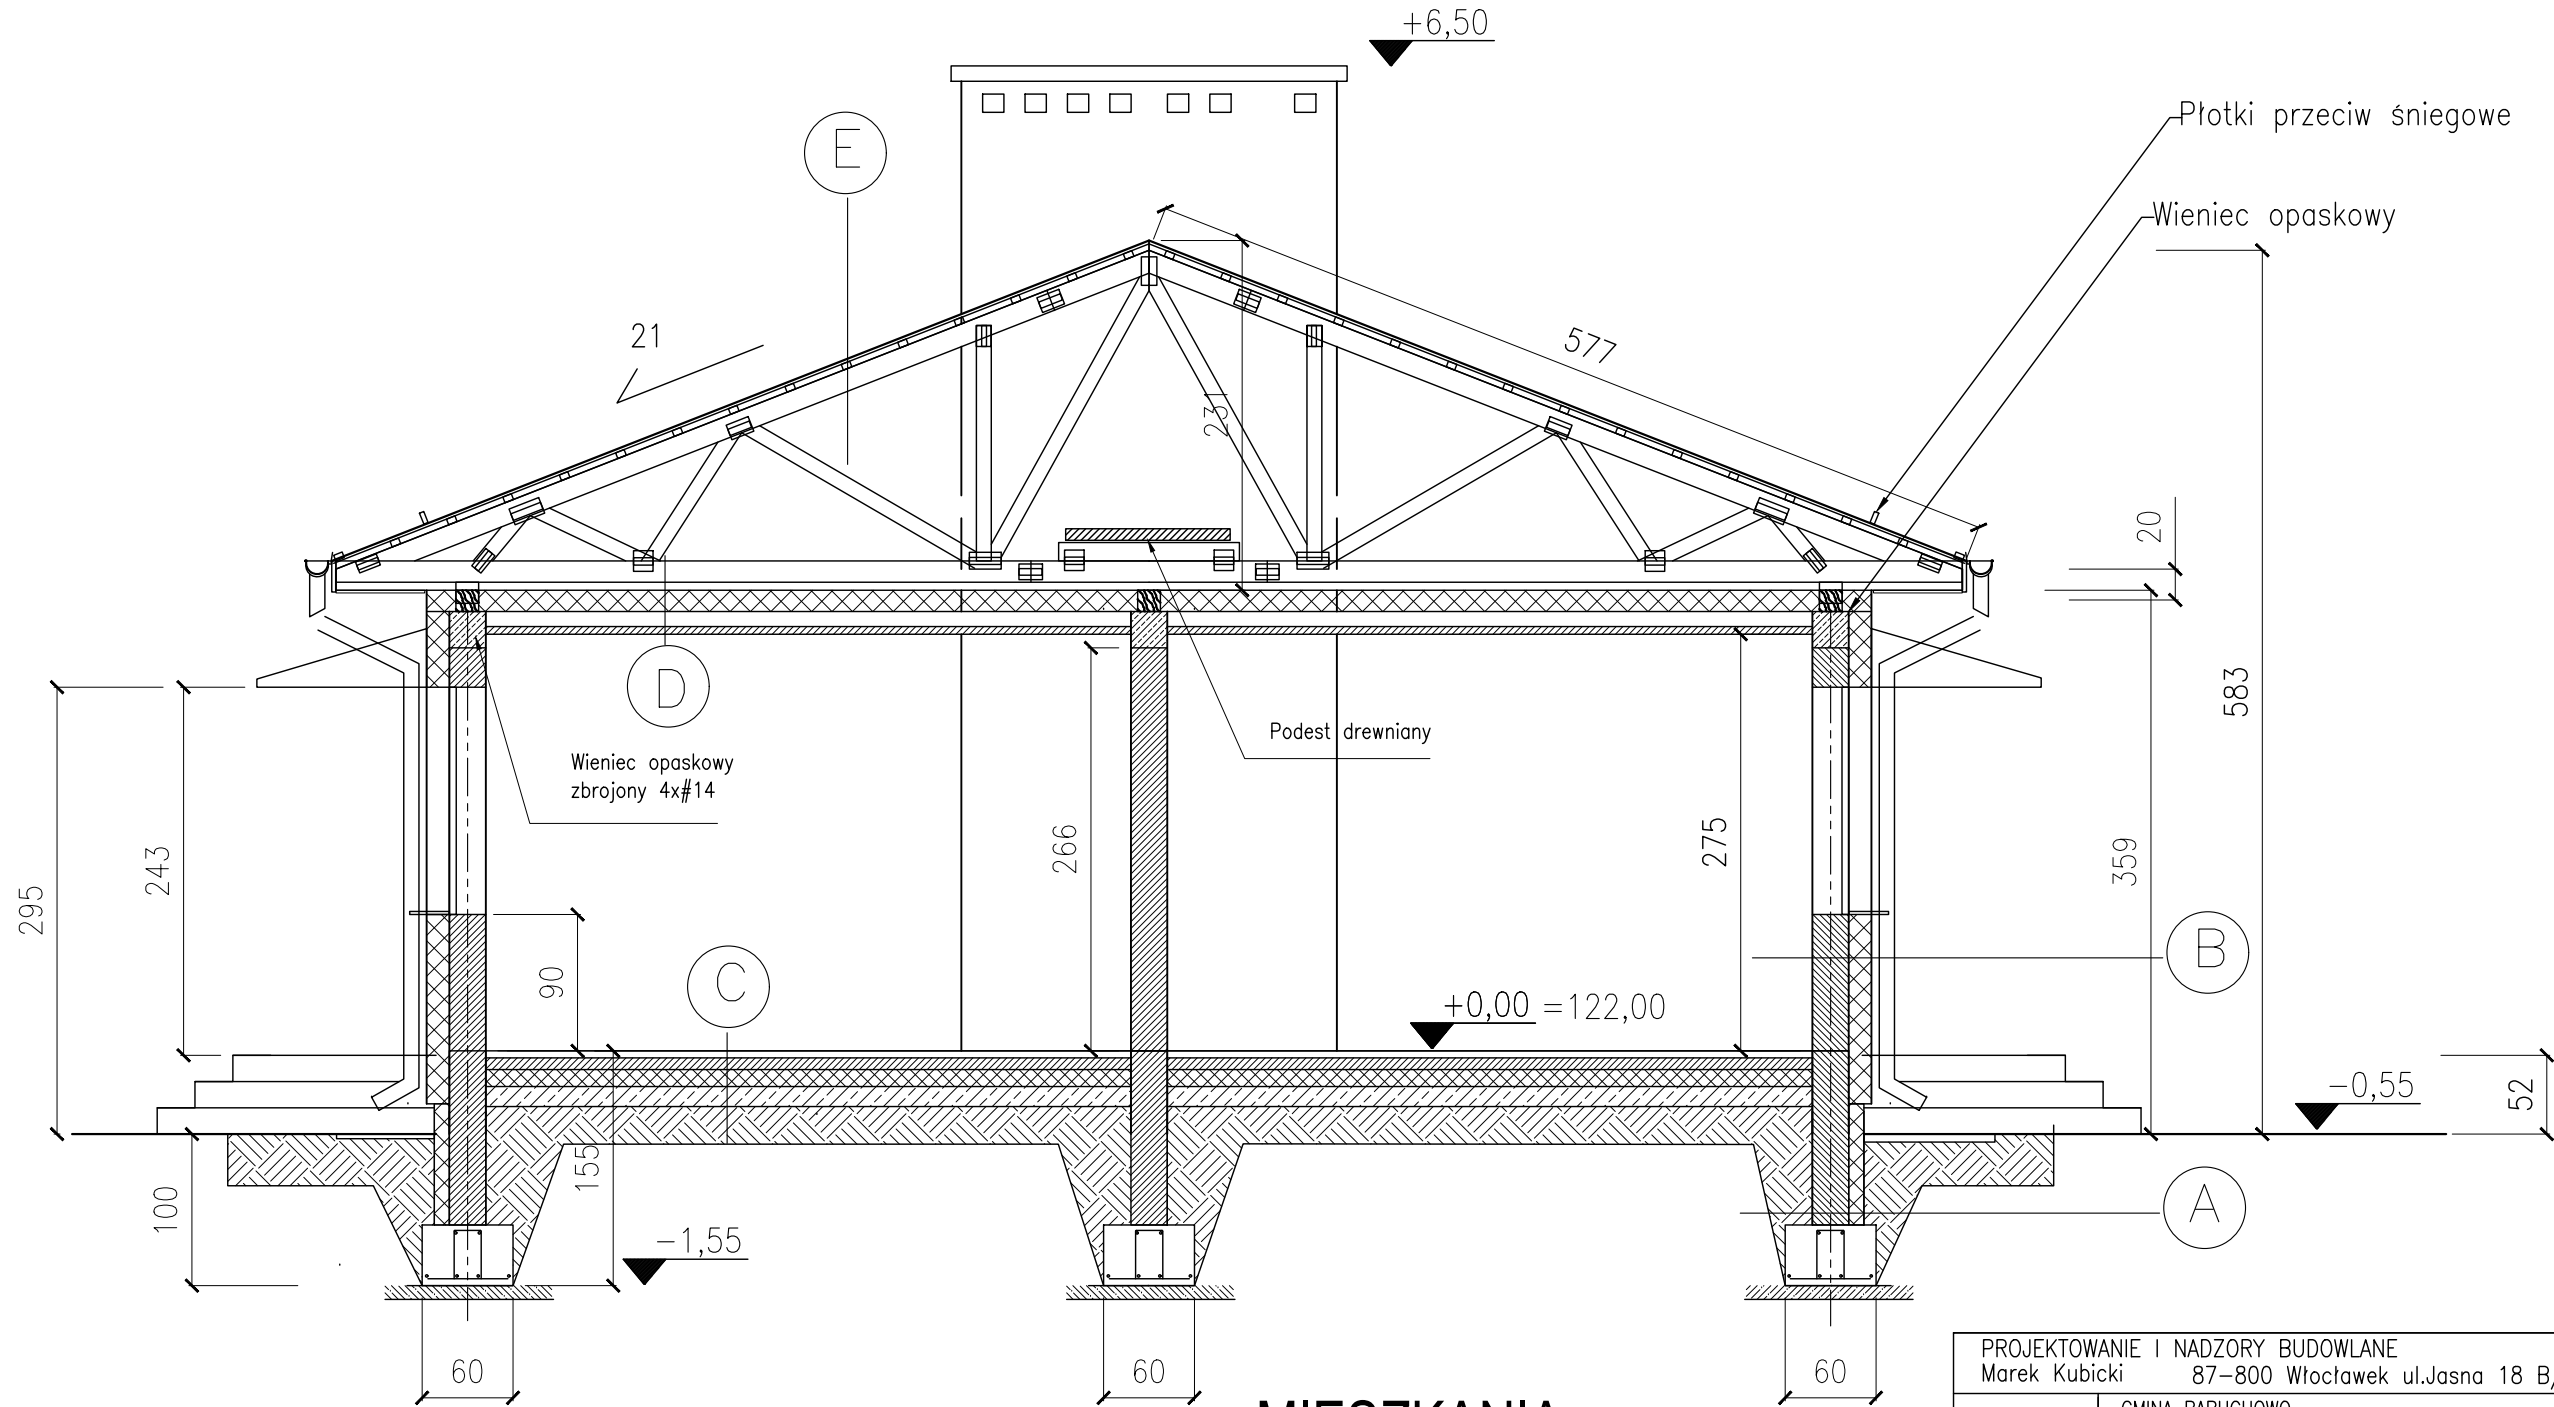 +6,50
E
Płotki przeciw śniegowe
Wieniec opaskowy
21
577
231
20
583
D
Podest drewniany
Wieniec opaskowy
zbrojony 4x#14
243
295
266
275
359
90
C
B
+0,00 =122,00
-0,55
52
155
100
A
-1,55
60
60
60
PROJEKTOWANIE I NADZORY BUDOWLANE
Marek Kubicki 87-800 Włocławek ul.Jasna 18 B/
MIESZKANIA